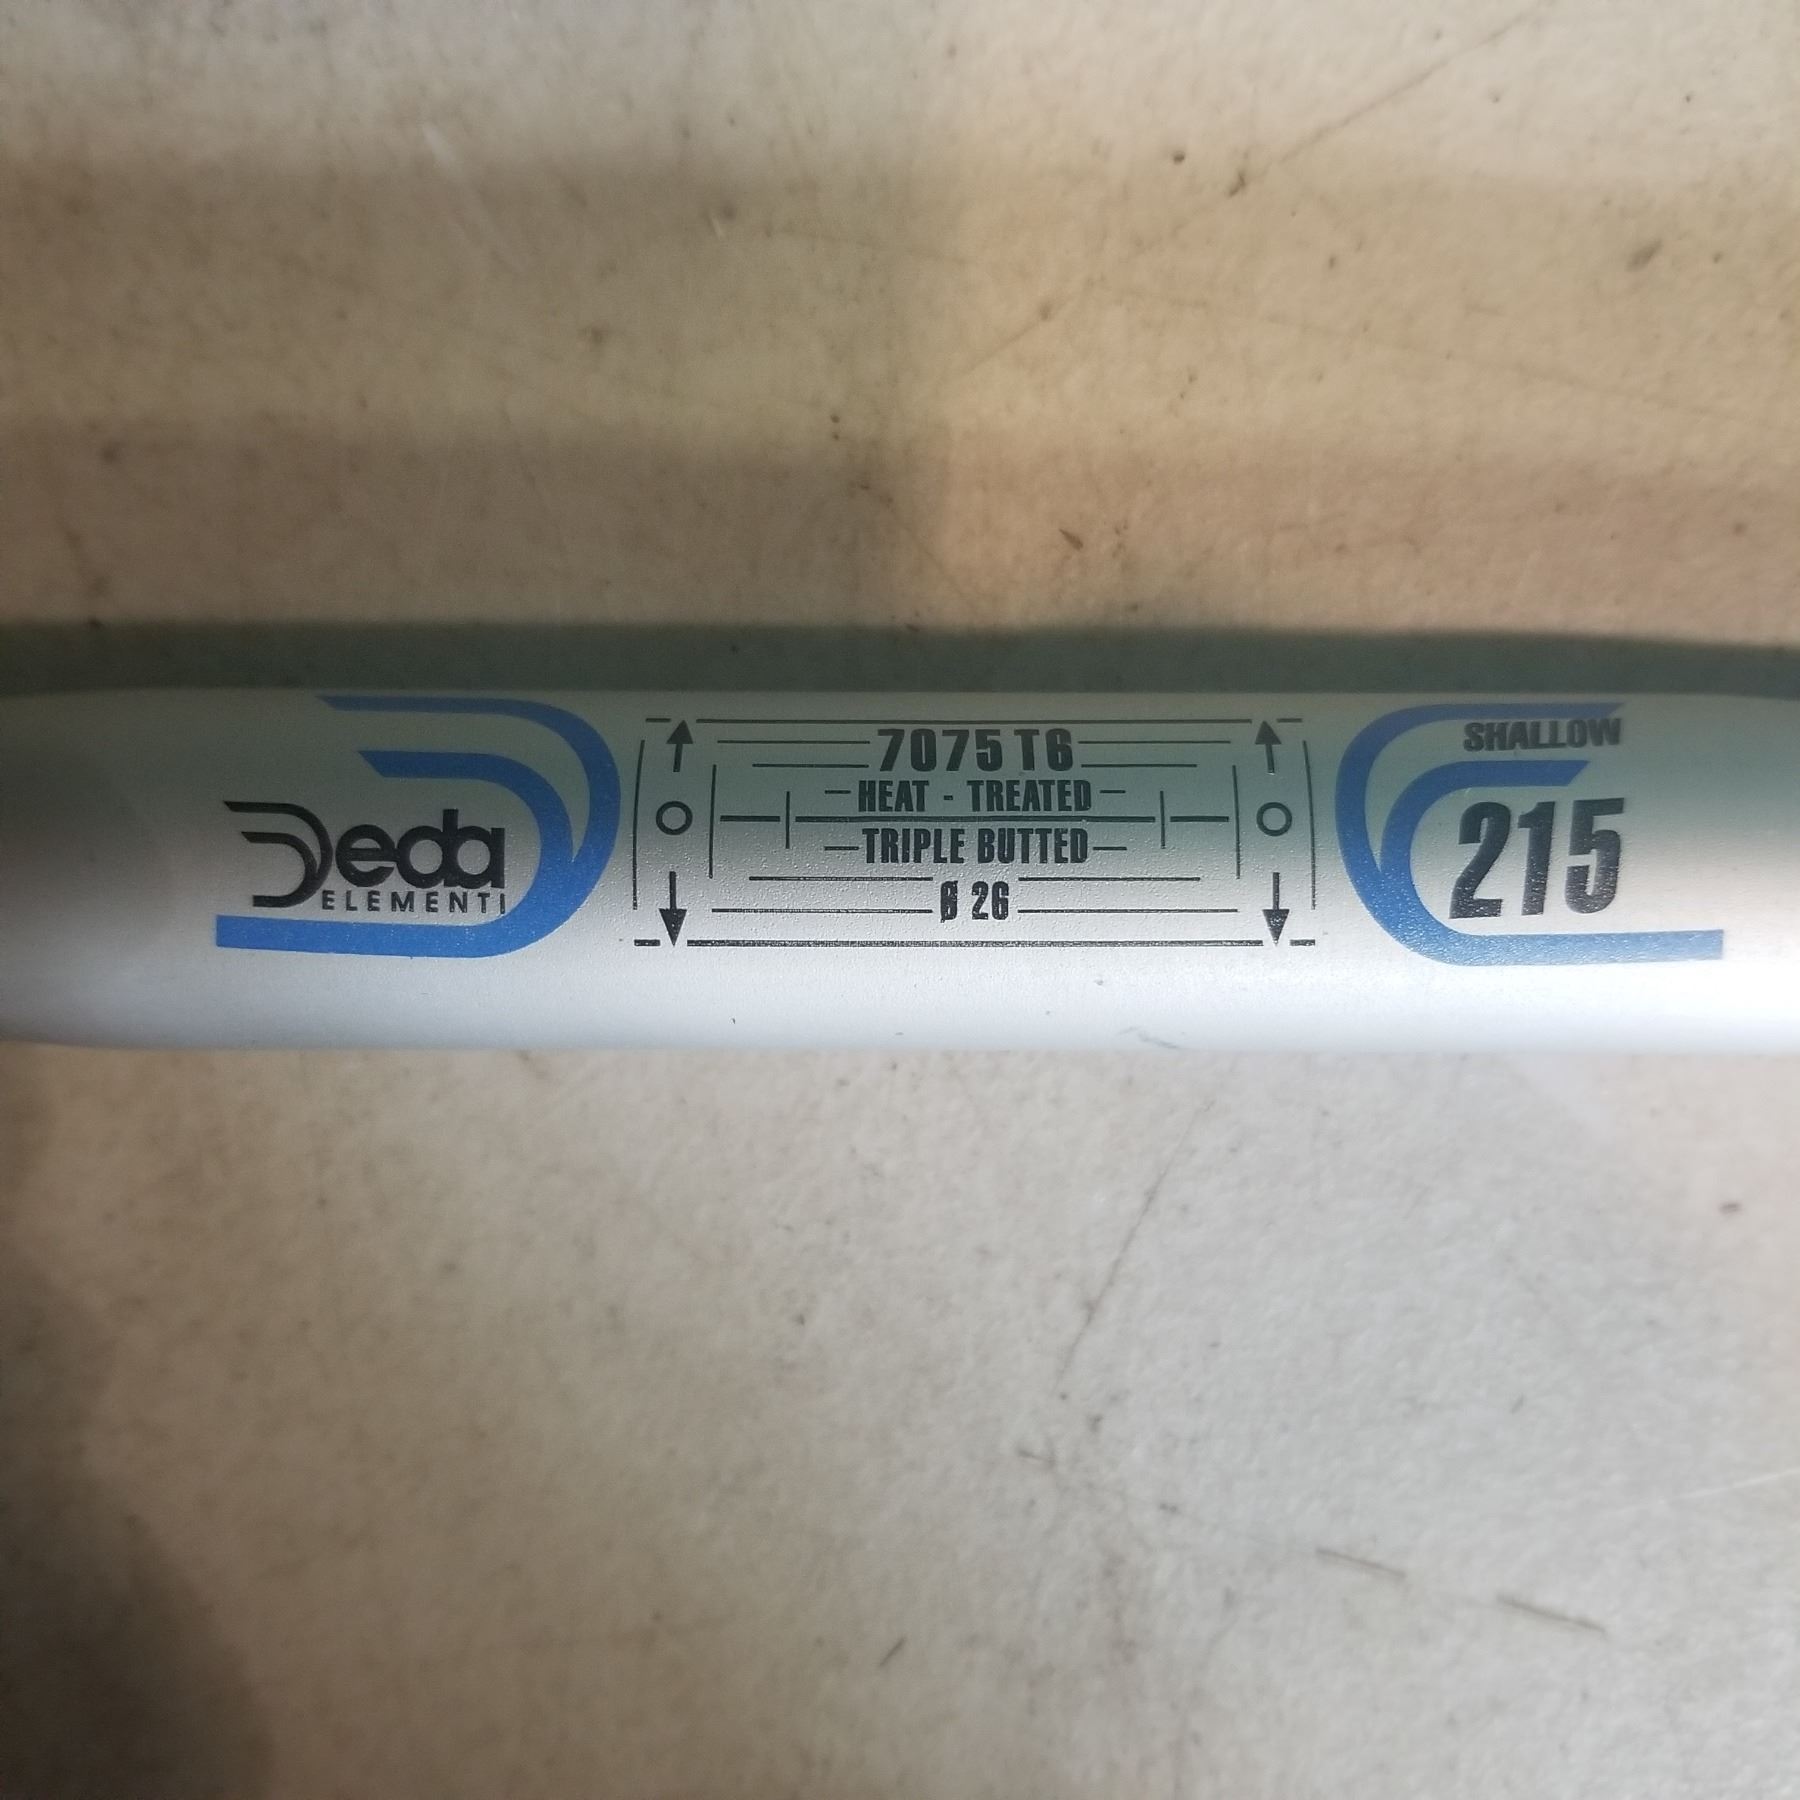 Deda
ELEMENTI
7075 T6
HEAT - TREATED
TRIPLE BUTTED
Ø 26
SHALLOW
215